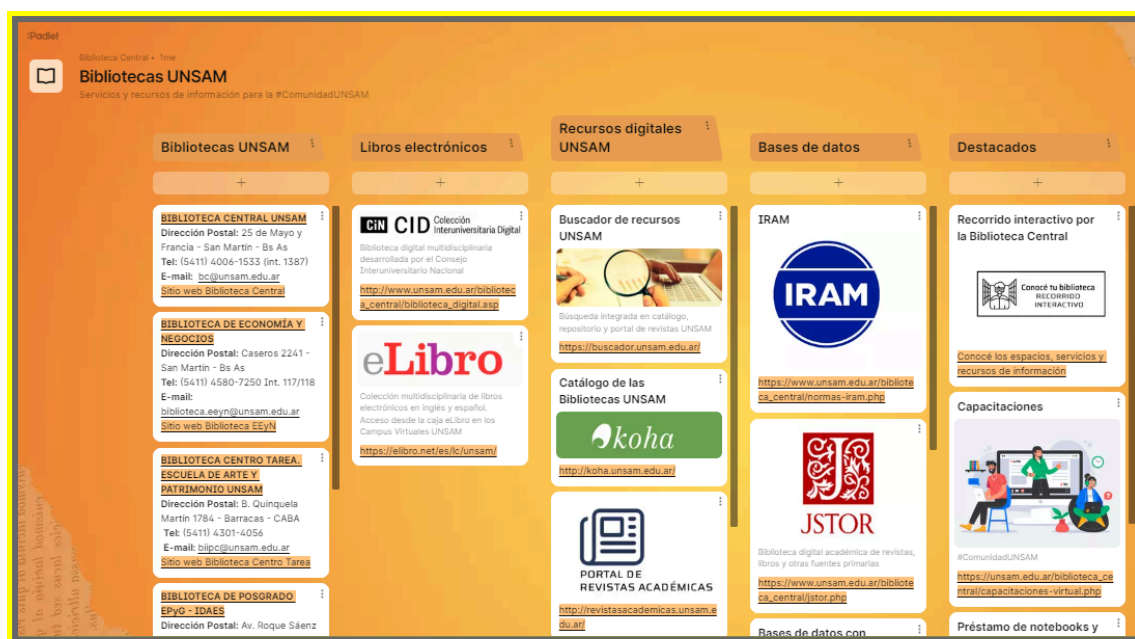 :Padlet
Biblioteca Central • 1me
Bibliotecas UNSAM
Servicios y recursos de información para la #ComunidadUNSAM
Bibliotecas UNSAM
BIBLIOTECA CENTRAL UNSAM
Dirección Postal: 25 de Mayo y
Francia - San Martín - Bs As
Tel: (5411) 4006-1533 (int. 1387)
E-mail: bc@unsam.edu.ar
Sitio web Biblioteca Central
BIBLIOTECA DE ECONOMÍA Y
NEGOCIOS
Dirección Postal: Caseros 2241 -
San Martín - Bs As
Tel: (5411) 4580-7250 Int. 117/118
E-mail:
biblioteca.eeyn@unsam.edu.ar
Sitio web Biblioteca EEyN
BIBLIOTECA CENTRO TAREA.
ESCUELA DE ARTE Y
PATRIMONIO UNSAM
Dirección Postal: B. Quinquela
Martín 1784 - Barracas - CABA
Tel: (5411) 4301-4056
E-mail: biipc@unsam.edu.ar
Sitio web Biblioteca Centro Tarea
BIBLIOTECA DE POSGRADO
EPyG - IDAES
Dirección Postal: Av. Roque Sáenz
Libros electrónicos
CiN CID Colección
Interuniversitaria Digital
Biblioteca digital multidisciplinaria
desarrollada por el Consejo
Interuniversitario Nacional
http://www.unsam.edu.ar/bibliotec
a_central/biblioteca_digital.asp
eLibro
Colección multidisciplinaria de libros
electrónicos en inglés y español.
Acceso desde la caja eLibro en los
Campus Virtuales UNSAM
https://elibro.net/es/lc/unsam/
Recursos digitales
UNSAM
Buscador de recursos
UNSAM
Búsqueda integrada en catálogo,
repositorio y portal de revistas UNSAM
https://buscador.unsam.edu.ar/
Catálogo de las
Bibliotecas UNSAM
koha
http://koha.unsam.edu.ar/
PORTAL DE
REVISTAS ACADÉMICAS
http://revistasacademicas.unsam.e
du.ar/
Bases de datos
IRAM
IRAM
https://www.unsam.edu.ar/bibliote
ca_central/normas-iram.php
JSTOR
Biblioteca digital académica de revistas,
libros y otras fuentes primarias
https://www.unsam.edu.ar/bibliote
ca_central/jstor.php
Bases de datos con
Destacados
Recorrido interactivo por
la Biblioteca Central
Conocé tu biblioteca
RECORRIDO
INTERACTIVO
Conocé los espacios, servicios y
recursos de información
Capacitaciones
#ComunidadUNSAM
https://unsam.edu.ar/biblioteca_ce
ntral/capacitaciones-virtual.php
Préstamo de notebooks y